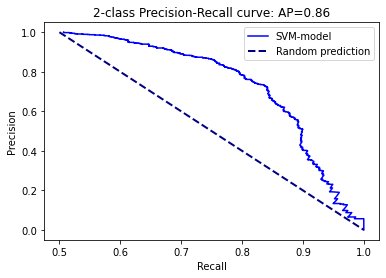 2-class Precision-Recall curve: AP=0.86
SVM-model
Random prediction
Precision
1.0
0.8
0.6
0.4
0.2
0.0
0.5
0.6
0.7
0.8
0.9
1.0
Recall